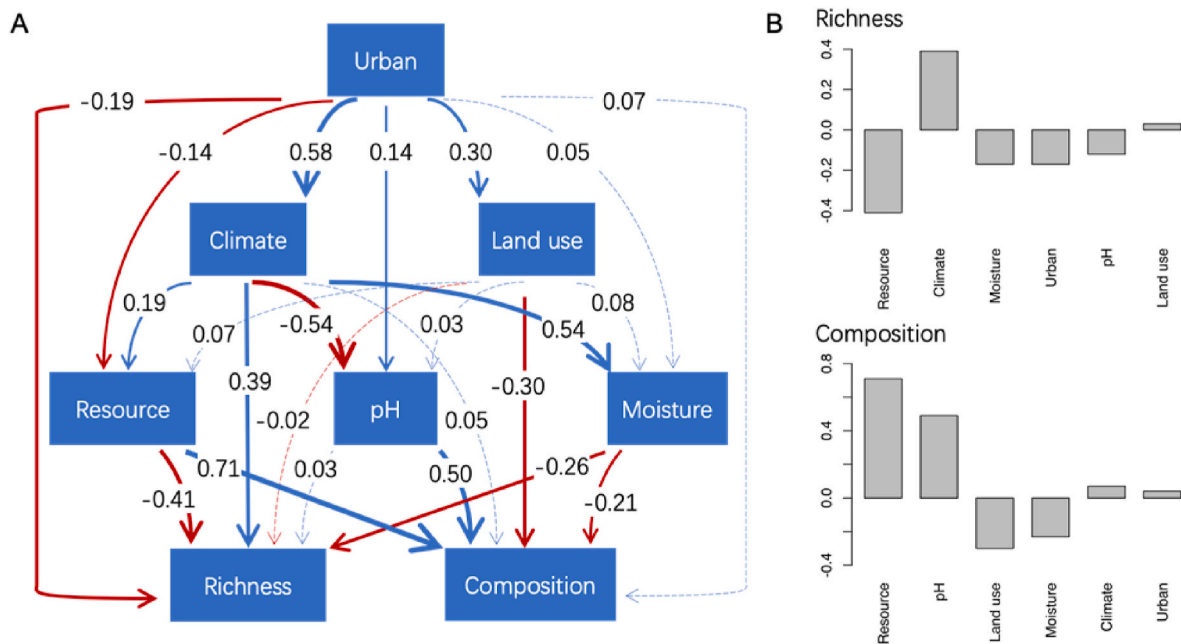 A
Urban
-0.19
0.07
-0.14
0.58
0.14
0.30
0.05
Climate
Land use
0.19
0.07
-0.54
0.03
0.54
0.08
0.39
-0.30
Resource
pH
Moisture
-0.02
0.05
0.71
0.03
0.50
-0.26
-0.41
-0.21
Richness
Composition
B
Richness
0.4
0.2
0.0
-0.2
-0.4
Resource
Climate
Moisture
Urban
pH
Land use
Composition
0.8
0.4
0.0
-0.4
Resource
pH
Land use
Moisture
Climate
Urban